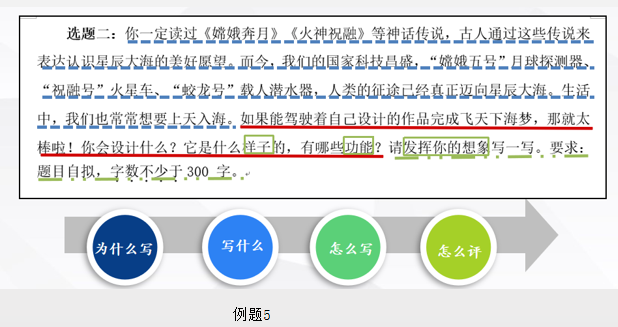 选题二：你一定读过《嫦娥奔月》《火神祝融》等神话传说，古人通过这些传说来
表达认识星辰大海的美好愿望。而今，我们的国家科技昌盛，“嫦娥五号”月球探测器、
“祝融号”火星车、“蛟龙号”载人潜水器，人类的征途已经真正迈向星辰大海。生活
中，我们也常常想要上天入海。如果能驾驶着自己设计的作品完成飞天下海梦，那就太
棒啦！你会设计什么？它是什么样子的，有哪些功能？请发挥你的想象写一写。要求：
题目自拟，字数不少于300 字。
为什么写
写什么
怎么写
怎么评
例题5